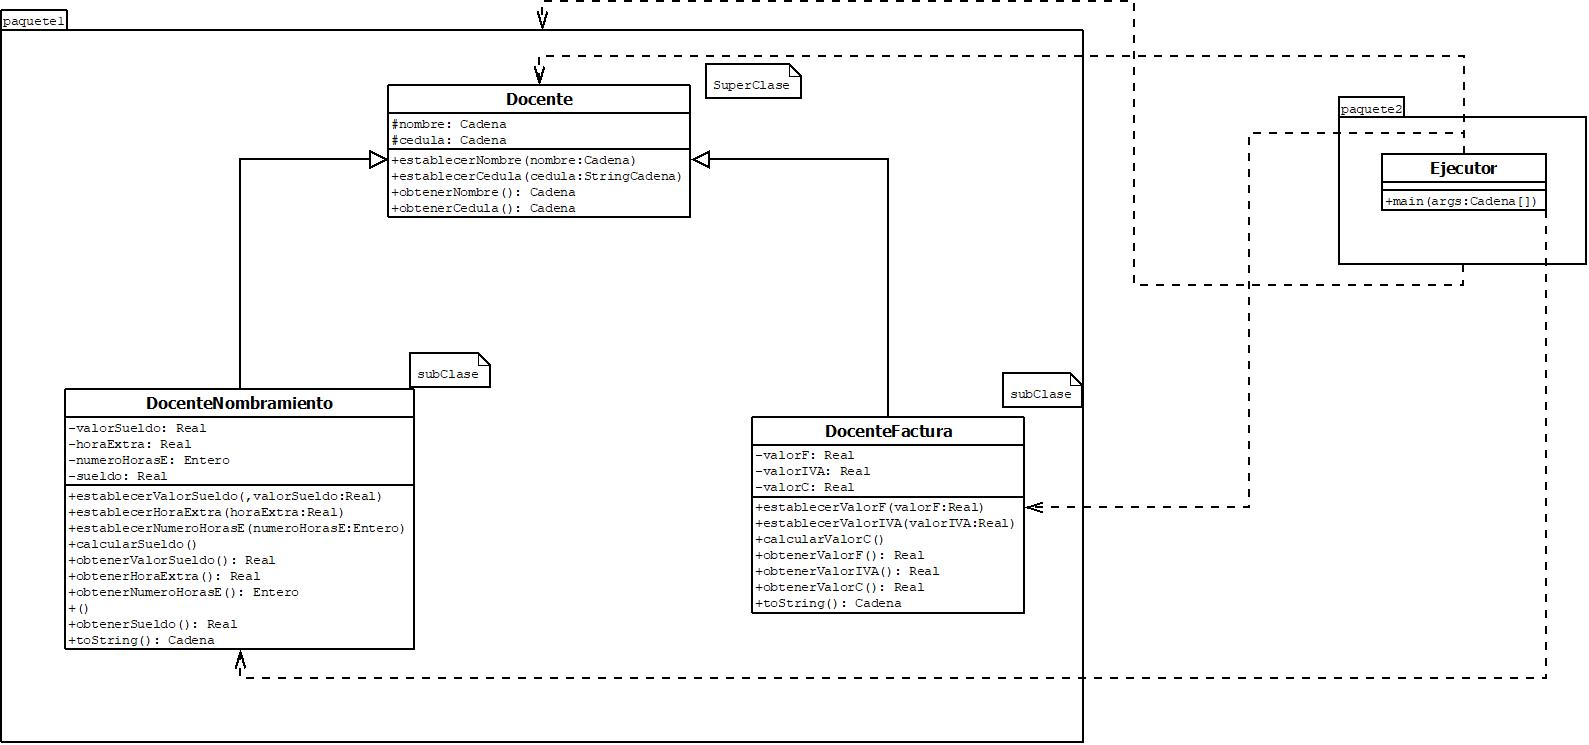 paquete1
SuperClase
Docente
#nombre: Cadena
#cedula: Cadena
+establecerNombre(nombre:Cadena)
+establecerCedula(cedula:StringCadena)
+obtenerNombre(): Cadena
+obtenerCedula(): Cadena
paquete2
Ejecutor
+main(args:Cadena[])
subClase
DocenteNombramiento
-valorSueldo: Real
-horaExtra: Real
-numeroHorasE: Entero
-sueldo: Real
+establecerValorSueldo(,valorSueldo:Real)
+establecerHoraExtra(horaExtra:Real)
+establecerNumeroHorasE(numeroHorasE:Entero)
+calcularSueldo()
+obtenerValorSueldo(): Real
+obtenerHoraExtra(): Real
+obtenerNumeroHorasE(): Entero
+()
+obtenerSueldo(): Real
+toString(): Cadena
subClase
DocenteFactura
-valorF: Real
-valorIVA: Real
-valorC: Real
+establecerValorF(valorF:Real)
+establecerValorIVA(valorIVA:Real)
+calcularValorC()
+obtenerValorF(): Real
+obtenerValorIVA(): Real
+obtenerValorC(): Real
+toString(): Cadena